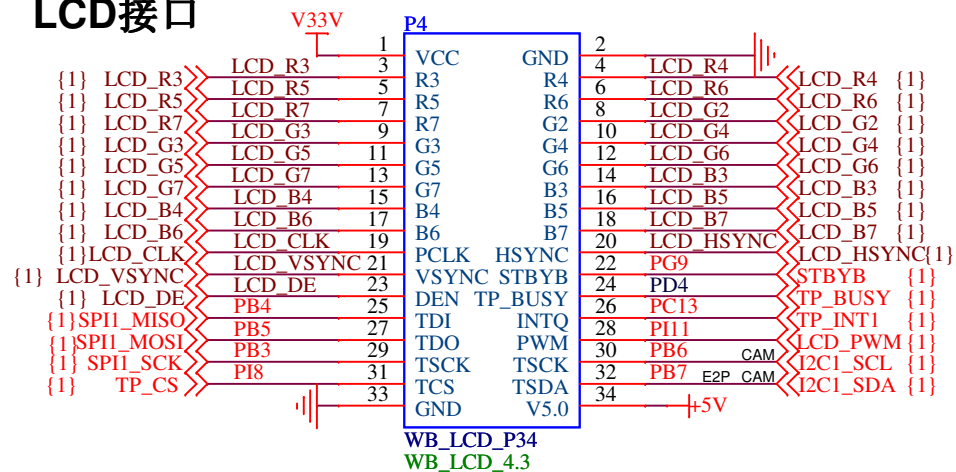 LCD接口
V33V
P4
1 VCC GND 2
{1} LCD_R3 LCD_R3 3 R3 R4 4 LCD_R4 LCD_R4 {1}
{1} LCD_R5 LCD_R5 5 R5 R6 6 LCD_R6 LCD_R6 {1}
{1} LCD_R7 LCD_R7 7 R7 G2 8 LCD_G2 LCD_G2 {1}
{1} LCD_G3 LCD_G3 9 G3 G4 10 LCD_G4 LCD_G4 {1}
{1} LCD_G5 LCD_G5 11 G5 G6 12 LCD_G6 LCD_G6 {1}
{1} LCD_G7 LCD_G7 13 G7 B3 14 LCD_B3 LCD_B3 {1}
{1} LCD_B4 LCD_B4 15 B4 B5 16 LCD_B5 LCD_B5 {1}
{1} LCD_B6 LCD_B6 17 B6 B7 18 LCD_B7 LCD_B7 {1}
{1}LCD_CLK LCD_CLK 19 PCLK HSYNC 20 LCD_HSYNC LCD_HSYNC{1}
{1} LCD_VSYNC LCD_VSYNC 21 VSYNC STBYB 22 PG9 STBYB {1}
{1} LCD_DE LCD_DE 23 DEN TP_BUSY 24 PD4 TP_BUSY {1}
{1}SPI1_MISO PB4 25 TDI INTQ 26 PC13 TP_INT1 {1}
{1}SPI1_MOSI PB5 27 TDO PWM 28 PI11 LCD_PWM {1}
{1} SPI1_SCK PB3 29 TSCK TSCK 30 PB6 CAM I2C1_SCL {1}
{1} TP_CS PI8 31 TCS TSDA 32 PB7 E2P CAM I2C1_SDA {1}
33 GND V5.0 34 +5V
WB_LCD_P34
WB_LCD_4.3